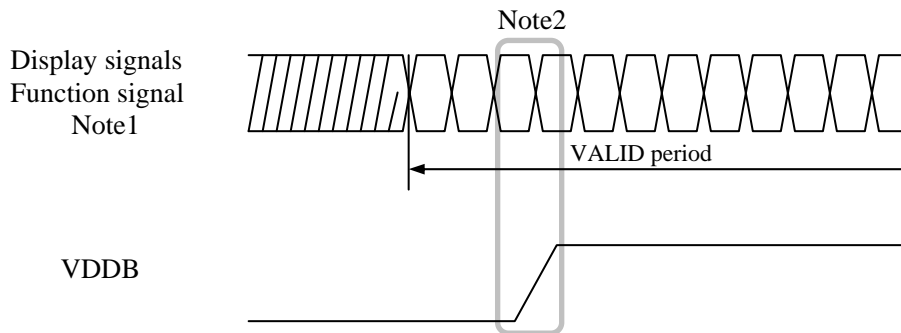 Note2
Display signals
Function signal
Note1
VALID period
VDDB